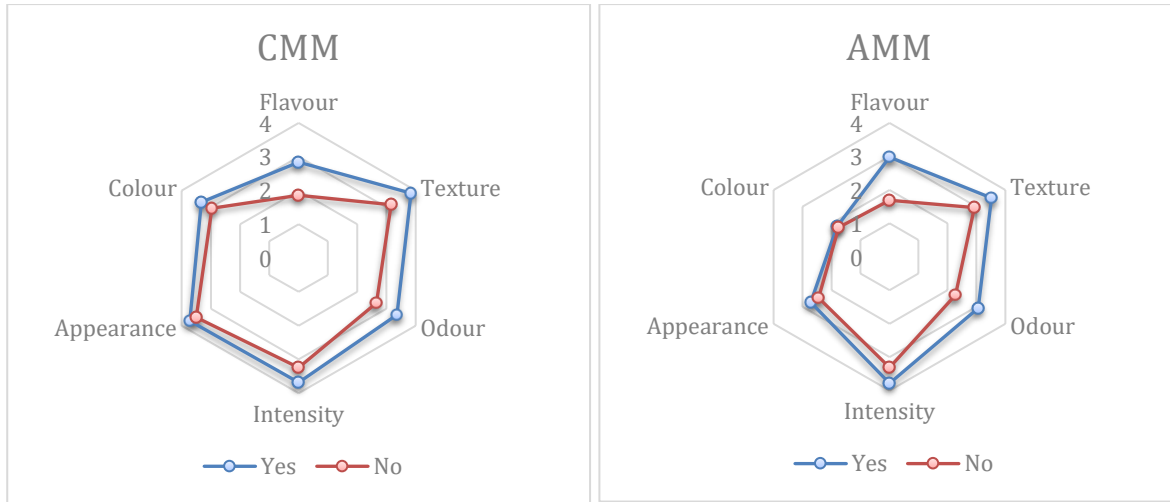 CMM
Flavour
4
3
2
1
0
Colour
Texture
Appearance
Odour
Intensity
Yes No
AMM
Flavour
4
3
2
1
0
Colour
Texture
Appearance
Odour
Intensity
Yes No